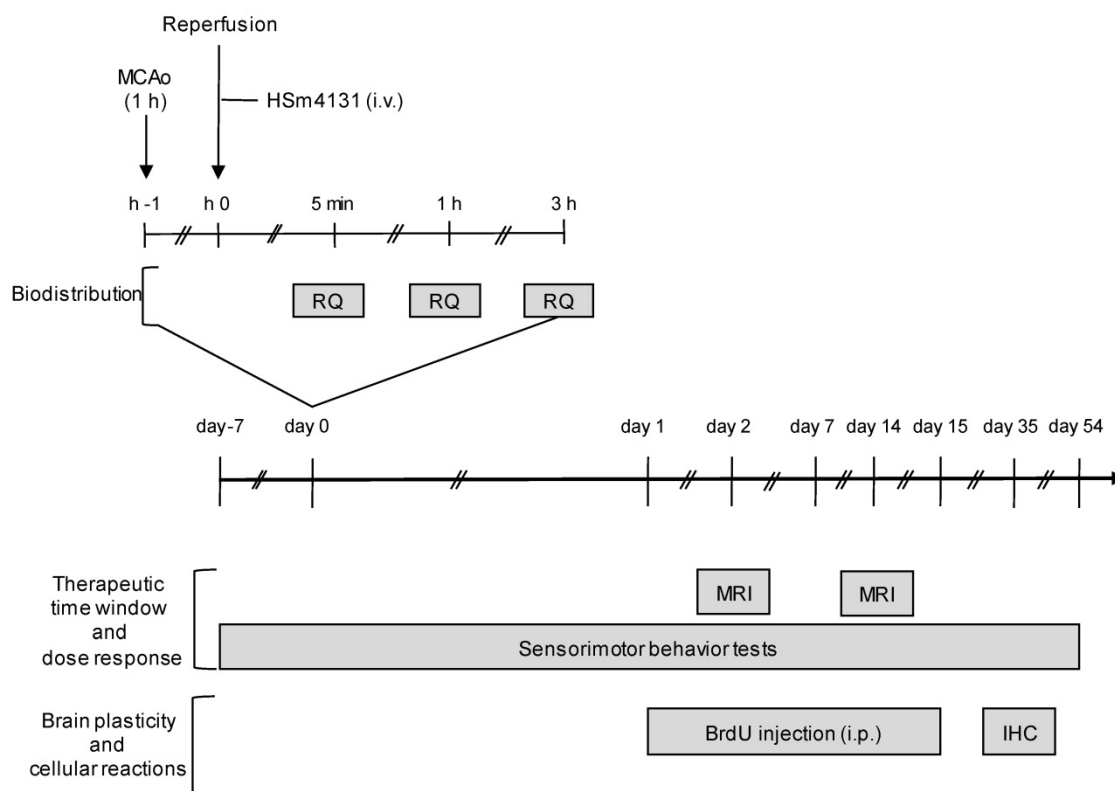 Reperfusion
MCAo
(1 h)
HSm4131 (i.v.)
h -1 h 0 5 min 1 h 3 h
Biodistribution
RQ RQ RQ
day-7 day 0 day 1 day 2 day 7 day 14 day 15 day 35 day 54
Therapeutic
time window
and
dose response
MRI MRI
Sensorimotor behavior tests
Brain plasticity
and
cellular reactions
BrdU injection (i.p.) IHC